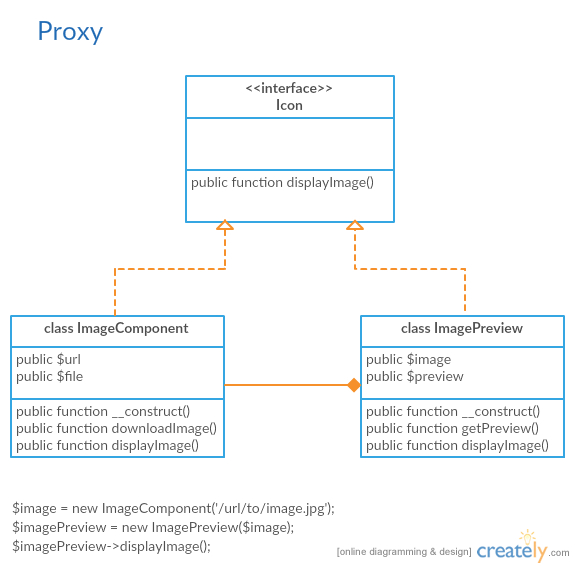 Proxy
<<interface>>
Icon
public function displayImage()
class ImageComponent
public $url
public $file
public function __construct()
public function downloadImage()
public function displayImage()
class ImagePreview
public $image
public $preview
public function __construct()
public function getPreview()
public function displayImage()
$image = new ImageComponent('/url/to/image.jpg');
$imagePreview = new ImagePreview($image);
$imagePreview->displayImage();
[online diagramming & design] creately.com